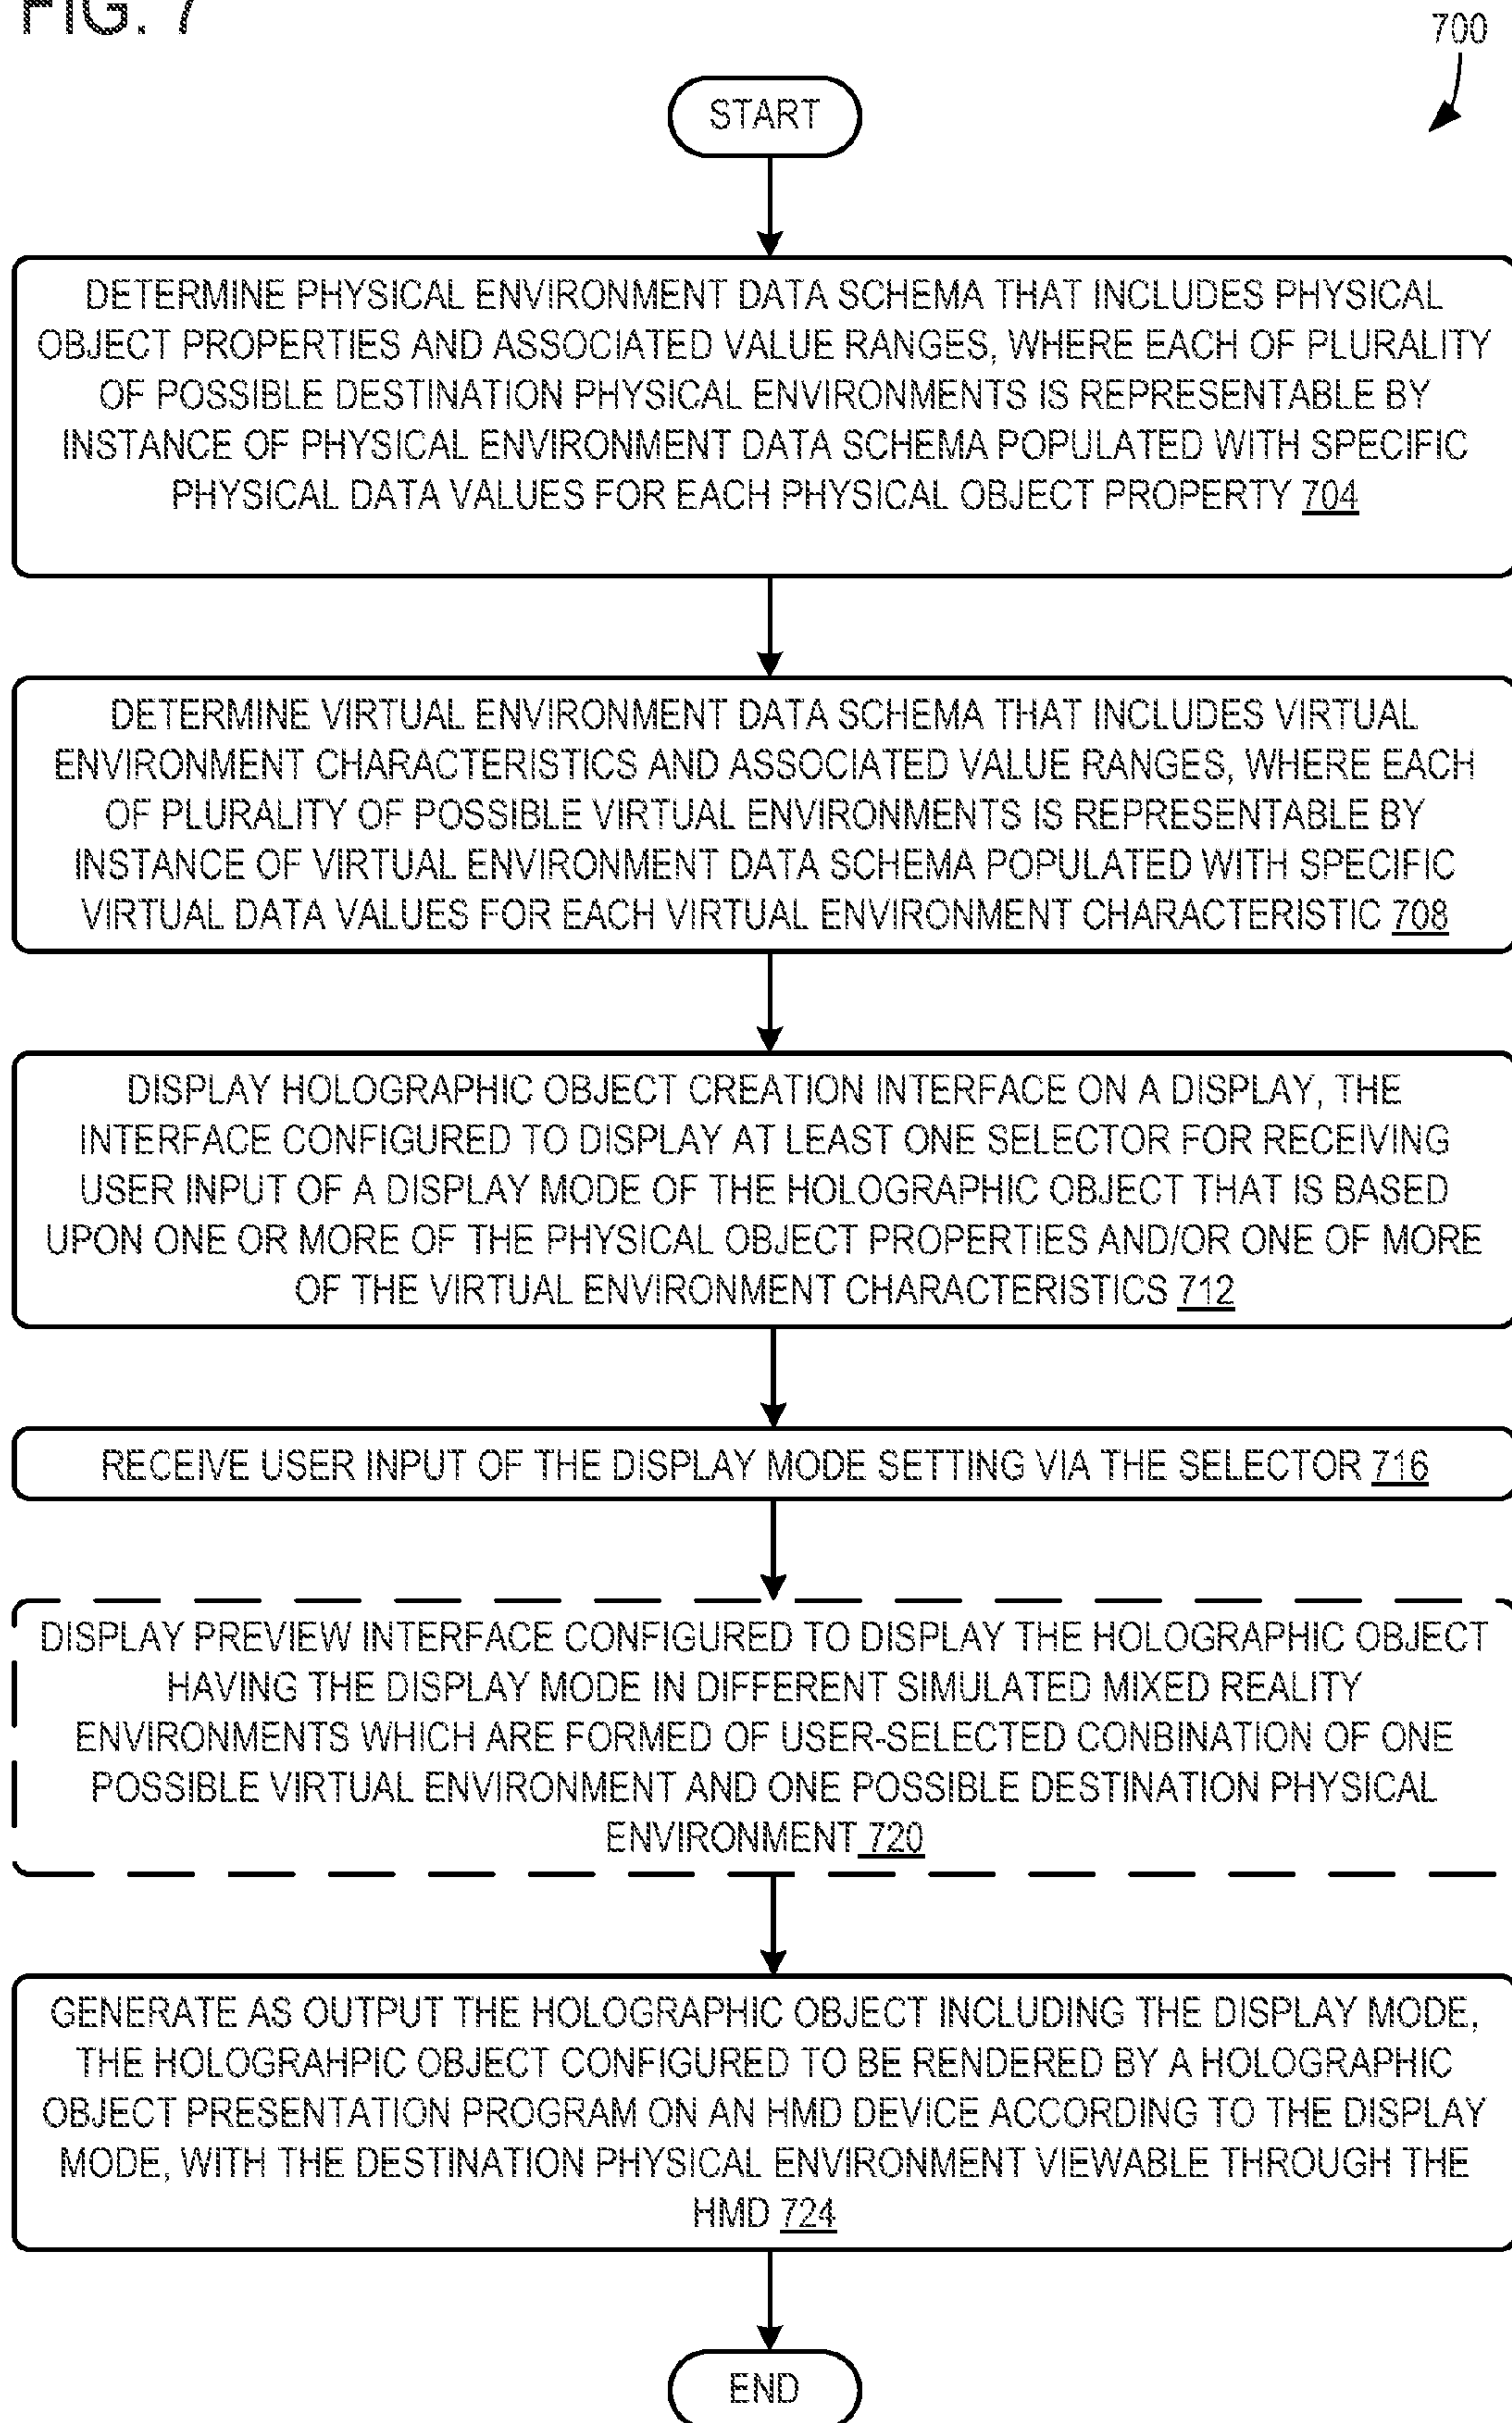 FIG. 7
700
START
DETERMINE PHYSICAL ENVIRONMENT DATA SCHEMA THAT INCLUDES PHYSICAL
OBJECT PROPERTIES AND ASSOCIATED VALUE RANGES, WHERE EACH OF PLURALITY
OF POSSIBLE DESTINATION PHYSICAL ENVIRONMENTS IS REPRESENTABLE BY
INSTANCE OF PHYSICAL ENVIRONMENT DATA SCHEMA POPULATED WITH SPECIFIC
PHYSICAL DATA VALUES FOR EACH PHYSICAL OBJECT PROPERTY 704
DETERMINE VIRTUAL ENVIRONMENT DATA SCHEMA THAT INCLUDES VIRTUAL
ENVIRONMENT CHARACTERISTICS AND ASSOCIATED VALUE RANGES, WHERE EACH
OF PLURALITY OF POSSIBLE VIRTUAL ENVIRONMENTS IS REPRESENTABLE BY
INSTANCE OF VIRTUAL ENVIRONMENT DATA SCHEMA POPULATED WITH SPECIFIC
VIRTUAL DATA VALUES FOR EACH VIRTUAL ENVIRONMENT CHARACTERISTIC 708
DISPLAY HOLOGRAPHIC OBJECT CREATION INTERFACE ON A DISPLAY, THE
INTERFACE CONFIGURED TO DISPLAY AT LEAST ONE SELECTOR FOR RECEIVING
USER INPUT OF A DISPLAY MODE OF THE HOLOGRAPHIC OBJECT THAT IS BASED
UPON ONE OR MORE OF THE PHYSICAL OBJECT PROPERTIES AND/OR ONE OF MORE
OF THE VIRTUAL ENVIRONMENT CHARACTERISTICS 712
RECEIVE USER INPUT OF THE DISPLAY MODE SETTING VIA THE SELECTOR 716
DISPLAY PREVIEW INTERFACE CONFIGURED TO DISPLAY THE HOLOGRAPHIC OBJECT
HAVING THE DISPLAY MODE IN DIFFERENT SIMULATED MIXED REALITY
ENVIRONMENTS WHICH ARE FORMED OF USER-SELECTED CONBINATION OF ONE
POSSIBLE VIRTUAL ENVIRONMENT AND ONE POSSIBLE DESTINATION PHYSICAL
ENVIRONMENT 720
GENERATE AS OUTPUT THE HOLOGRAPHIC OBJECT INCLUDING THE DISPLAY MODE,
THE HOLOGRAHPIC OBJECT CONFIGURED TO BE RENDERED BY A HOLOGRAPHIC
OBJECT PRESENTATION PROGRAM ON AN HMD DEVICE ACCORDING TO THE DISPLAY
MODE, WITH THE DESTINATION PHYSICAL ENVIRONMENT VIEWABLE THROUGH THE
HMD 724
END